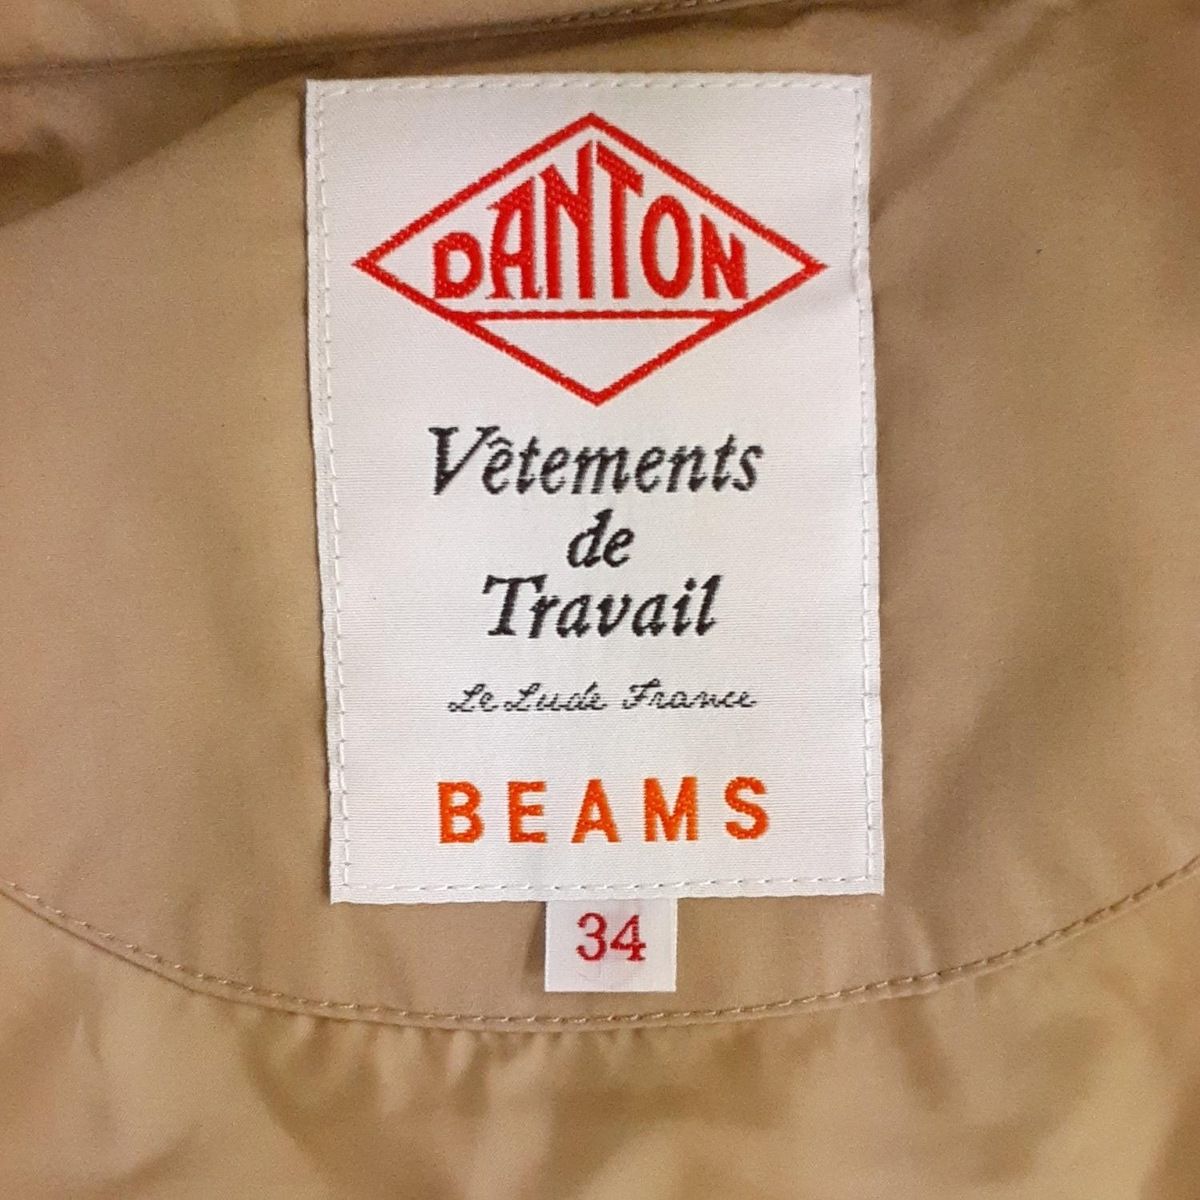 DANTON
Vêtements
de
Travail
Le Lude France
BEAMS
34